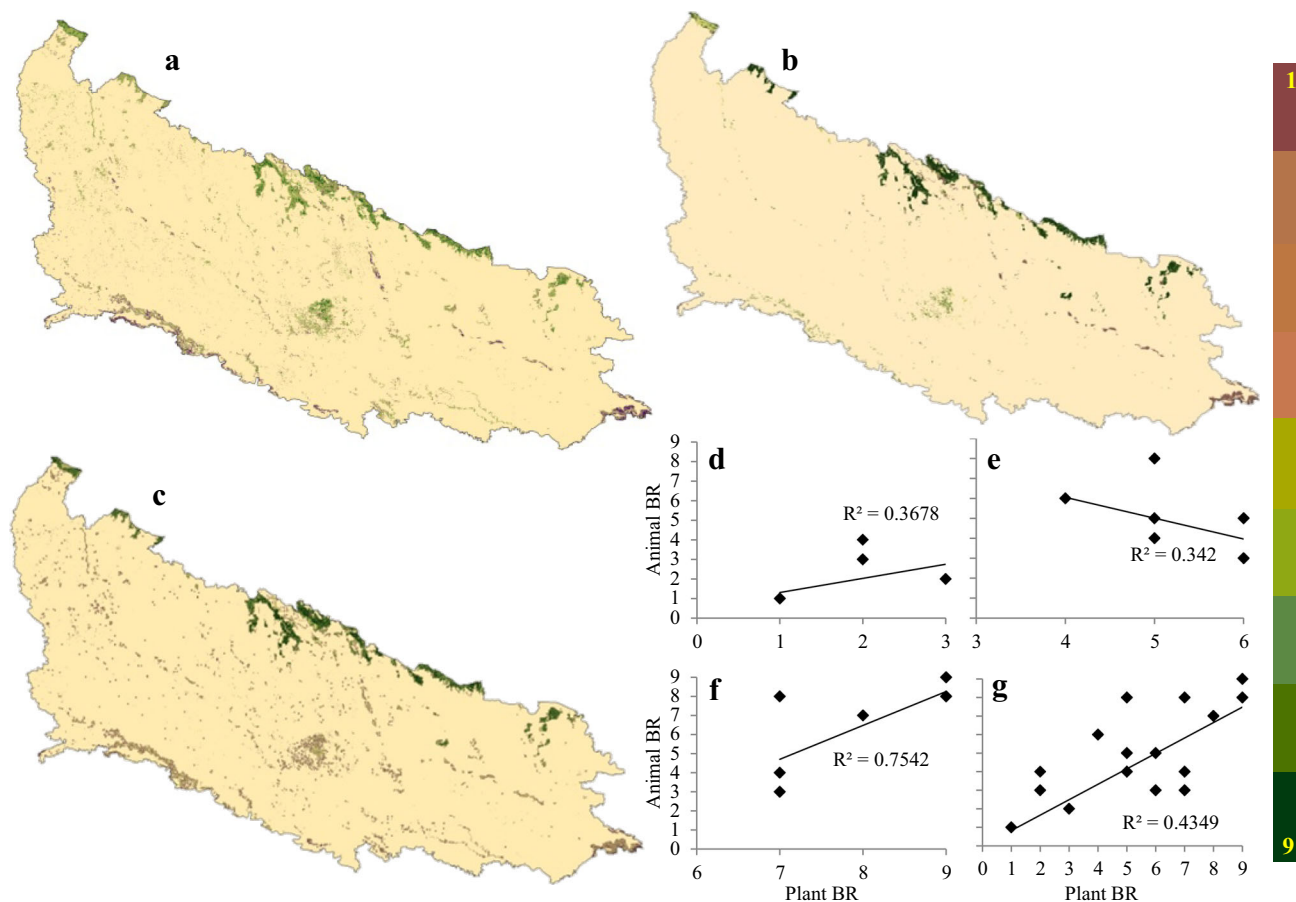 a
b
c
1
9
d
Animal BR
9
8
7
6
5
4
3
2
1
0
R² = 0.3678
0 1 2 3
e
R² = 0.342
3 4 5 6
f
Animal BR
9
8
7
6
5
4
3
2
1
0
R² = 0.7542
6 7 8 9
Plant BR
g
R² = 0.4349
0 1 2 3 4 5 6 7 8 9
Plant BR